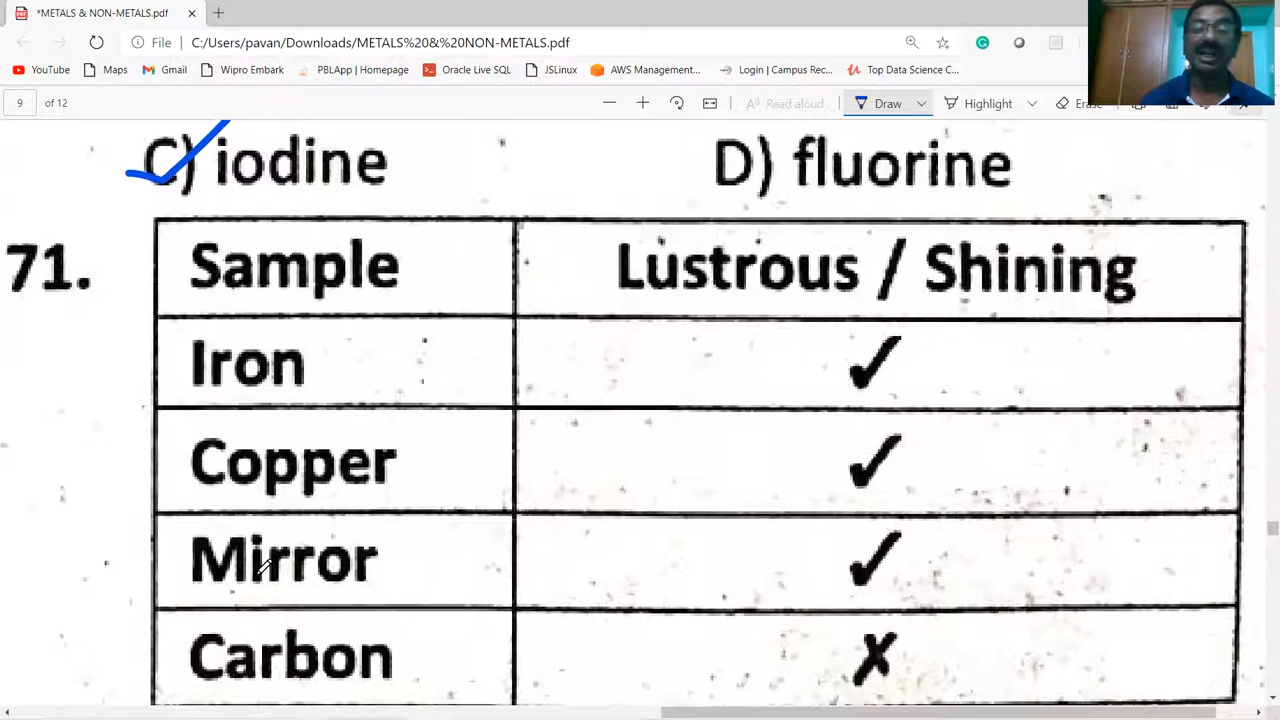 *METALS & NON-METALS.pdf
File C:/Users/pavan/Downloads/METALS%20&%20NON-METALS.pdf
YouTube Maps Gmail Wipro Embark PBLApp | Homepage Oracle Live SQL JSLinux AWS Management... Login | Campus Rec... Top Data Science C...
9 of 12 Read aloud Draw Highlight Erase
C) iodine D) fluorine
71. Sample Lustrous / Shining
Iron ✓
Copper ✓
Mirror ✓
Carbon ✗